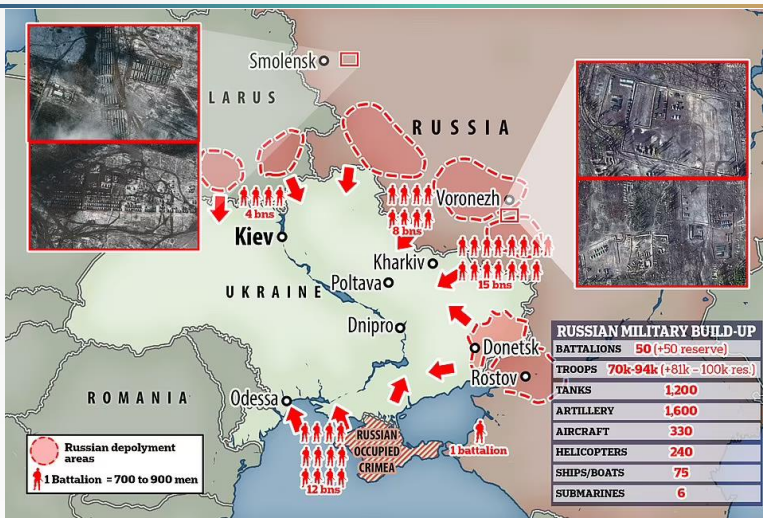 Smolensk
LARUS
RUSSIA
Voronezh
4 bns
8 bns
Kiev
Kharkiv
15 bns
Poltava
UKRAINE
Dnipro
Donetsk
Rostov
ROMANIA
Odessa
RUSSIAN
OCCUPIED
CRIMEA
1 battalion
12 bns
Russian depolyment
areas
1 Battalion = 700 to 900 men
RUSSIAN MILITARY BUILD-UP
BATTALIONS 50 (+50 reserve)
TROOPS 70k-94k (+81k – 100k res.)
TANKS 1,200
ARTILLERY 1,600
AIRCRAFT 330
HELICOPTERS 240
SHIPS/BOATS 75
SUBMARINES 6